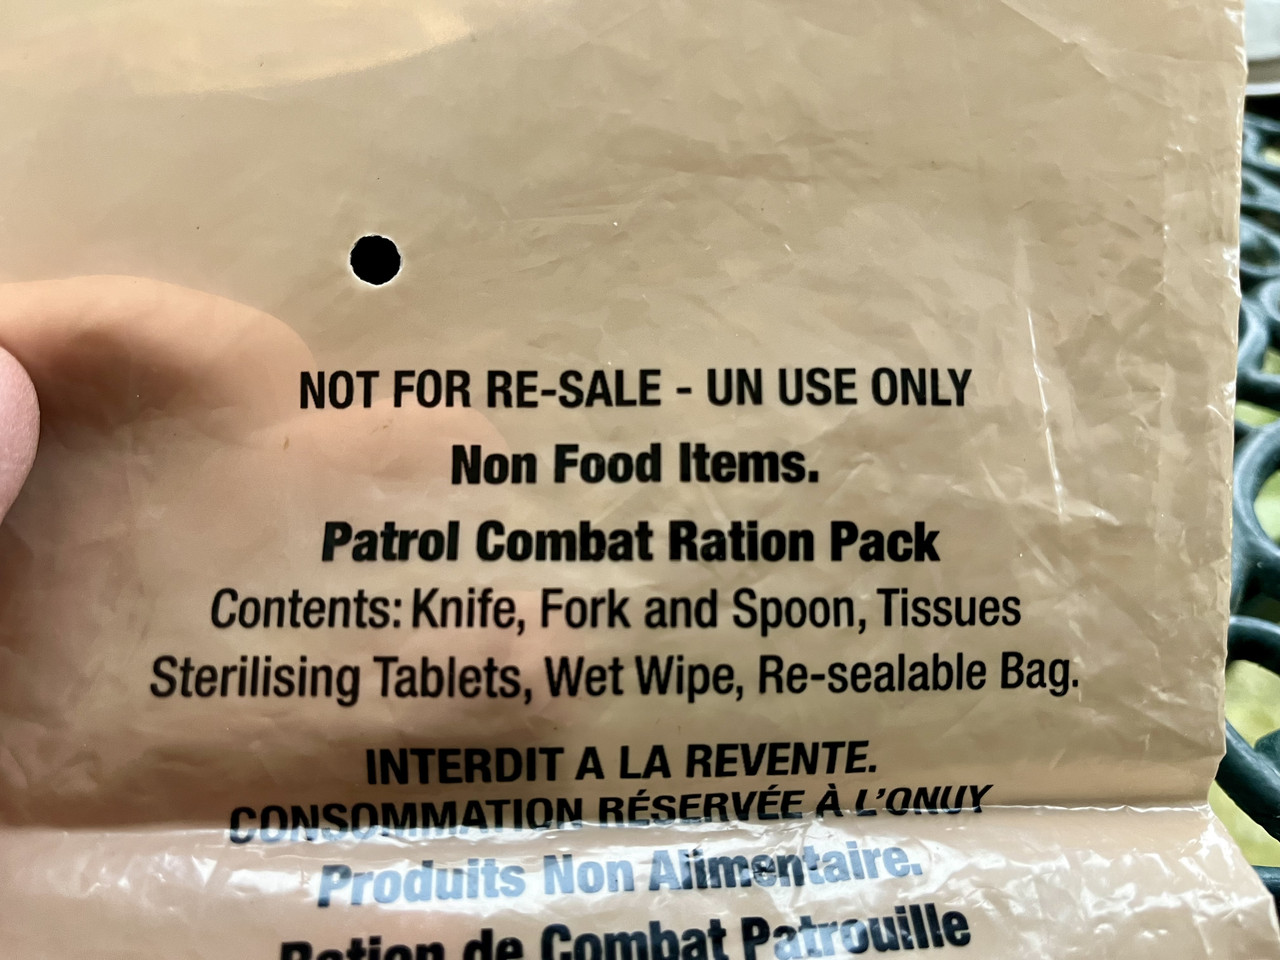 NOT FOR RE-SALE - UN USE ONLY
Non Food Items.
Patrol Combat Ration Pack
Contents: Knife, Fork and Spoon, Tissues
Sterilising Tablets, Wet Wipe, Re-sealable Bag.
INTERDIT A LA REVENTE.
CONSOMMATION RÉSERVÉE À L'ONUY
Produits Non Alimentaire.
Ration de Combat Patrouille